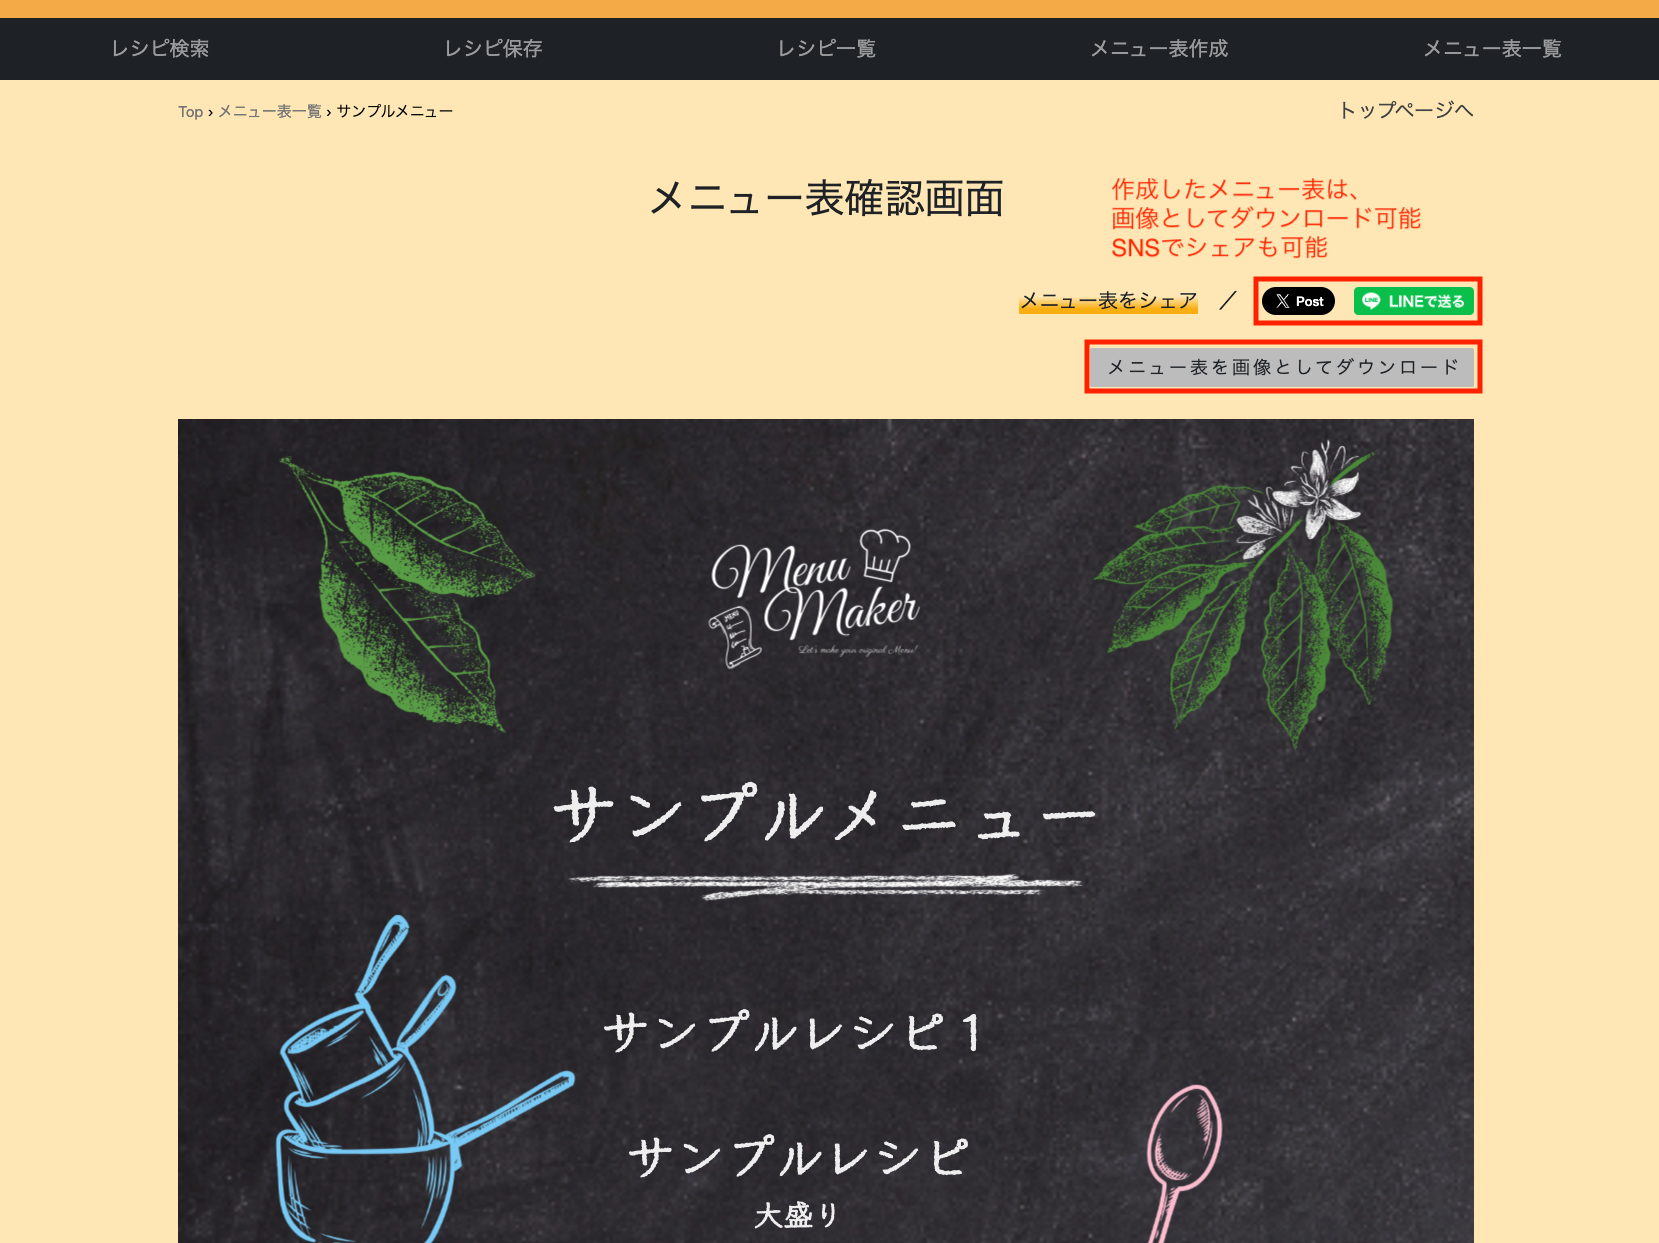 レシピ検索
レシピ保存
レシピ一覧
メニュー表作成
メニュー表一覧
Top › メニュー表一覧 › サンプルメニュー
トップページへ
メニュー表確認画面
作成したメニュー表は、
画像としてダウンロード可能
SNSでシェアも可能
メニュー表をシェア ／ X Post LINE LINEで送る
メニュー表を画像としてダウンロード
Menu
Maker
MENU
Let's make your original Menu!
サンプルメニュー
サンプルレシピ1
サンプルレシピ
大盛り